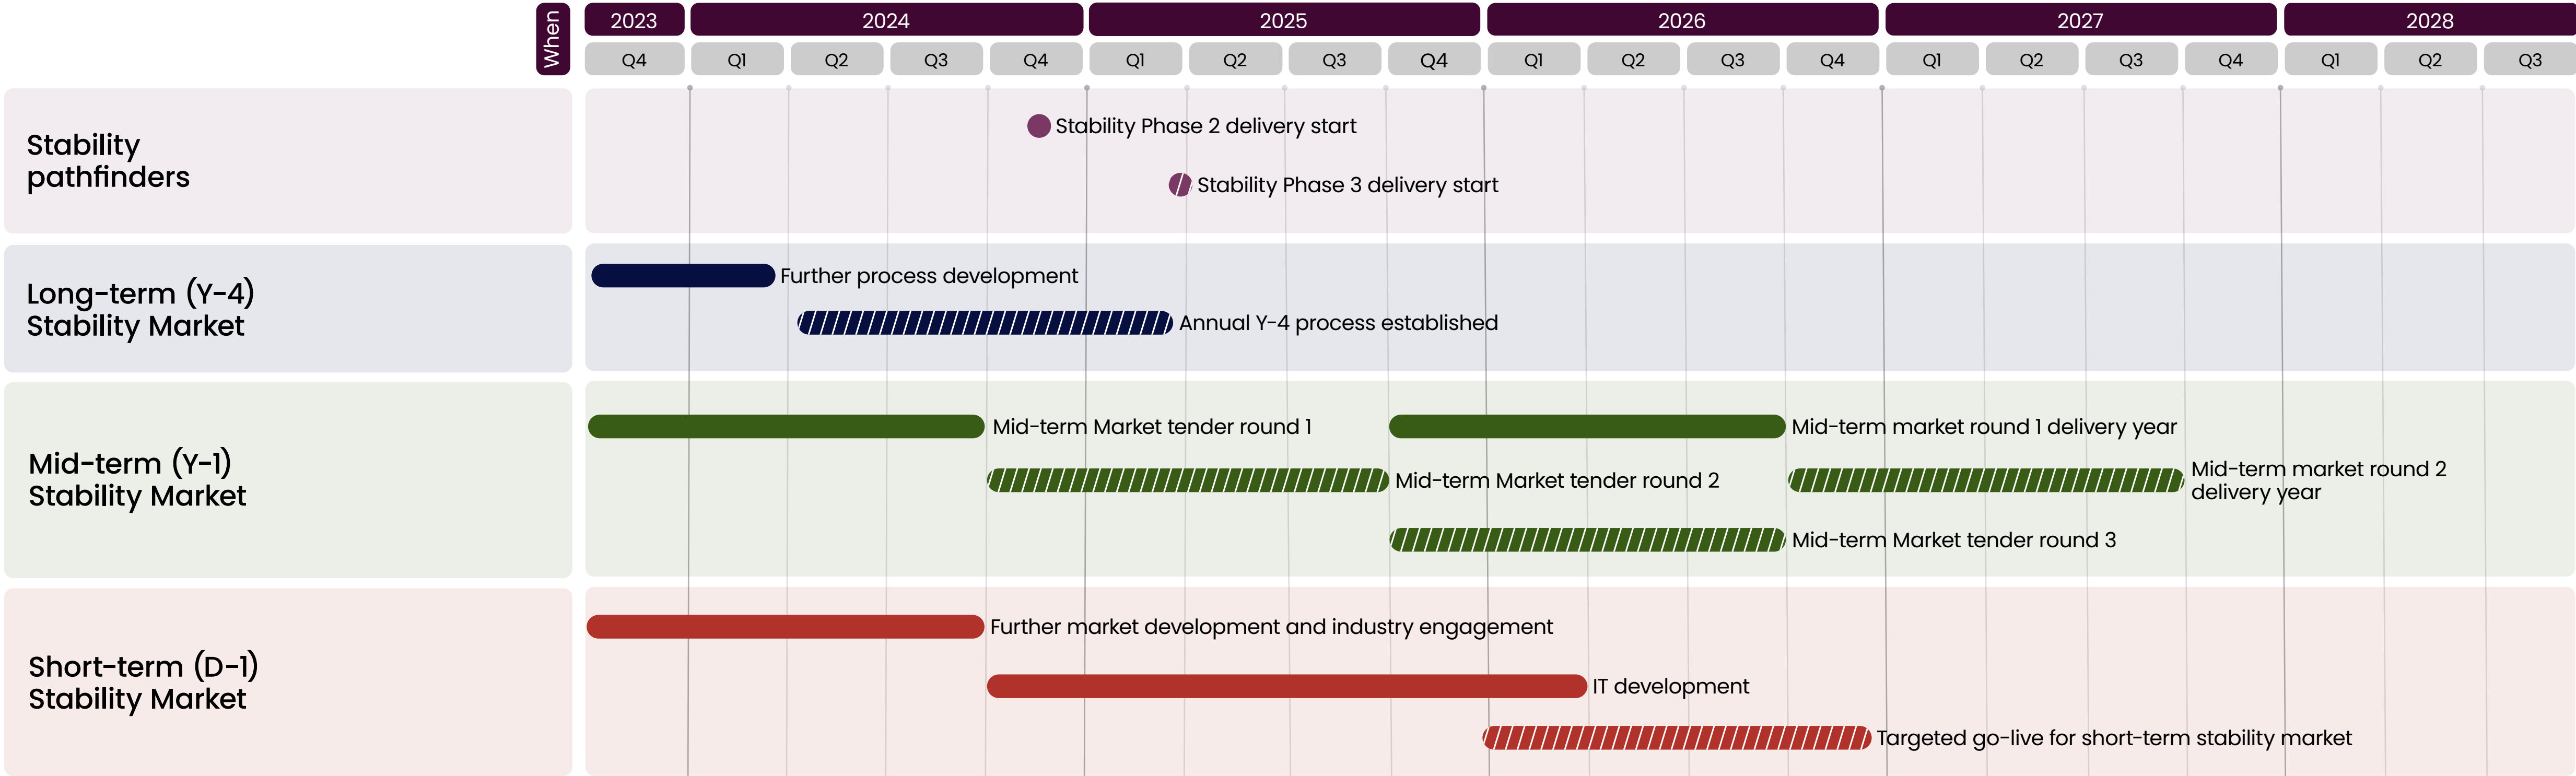 When
2023
2024
2025
2026
2027
2028
Q4
Q1
Q2
Q3
Q4
Q1
Q2
Q3
Q4
Q1
Q2
Q3
Q4
Q1
Q2
Q3
Q4
Q1
Q2
Q3
Stability
pathfinders
Stability Phase 2 delivery start
Stability Phase 3 delivery start
Long-term (Y-4)
Stability Market
Further process development
Annual Y-4 process established
Mid-term (Y-1)
Stability Market
Mid-term Market tender round 1
Mid-term market round 1 delivery year
Mid-term Market tender round 2
Mid-term market round 2
delivery year
Mid-term Market tender round 3
Short-term (D-1)
Stability Market
Further market development and industry engagement
IT development
Targeted go-live for short-term stability market